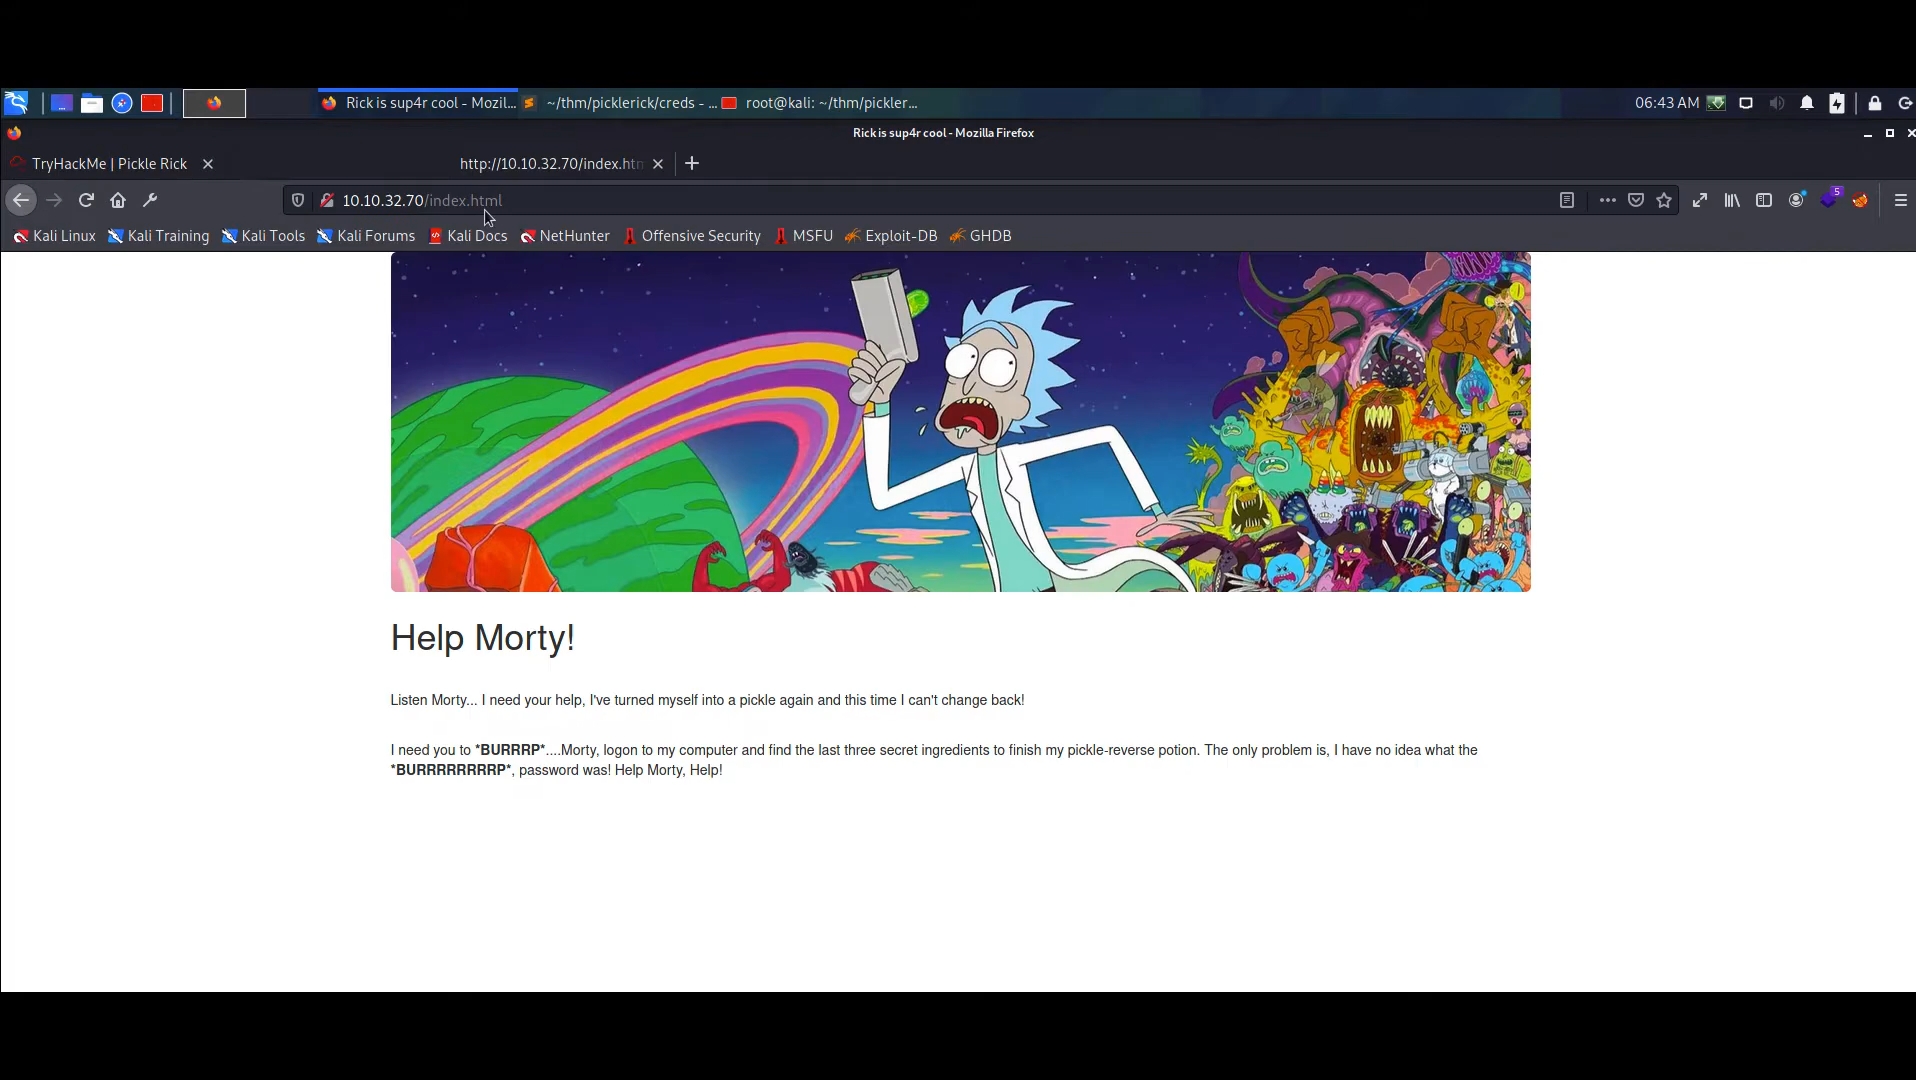 Rick is sup4r cool - Mozil...
~/thm/picklerick/creds - ...
root@kali: ~/thm/pickler...
06:43 AM
Rick is sup4r cool - Mozilla Firefox
TryHackMe | Pickle Rick
http://10.10.32.70/index.htm
10.10.32.70/index.html
5
Kali Linux
Kali Training
Kali Tools
Kali Forums
Kali Docs
NetHunter
Offensive Security
MSFU
Exploit-DB
GHDB
Help Morty!
Listen Morty... I need your help, I've turned myself into a pickle again and this time I can't change back!
I need you to *BURRRP*....Morty, logon to my computer and find the last three secret ingredients to finish my pickle-reverse potion. The only problem is, I have no idea what the
*BURRRRRRRRP*, password was! Help Morty, Help!